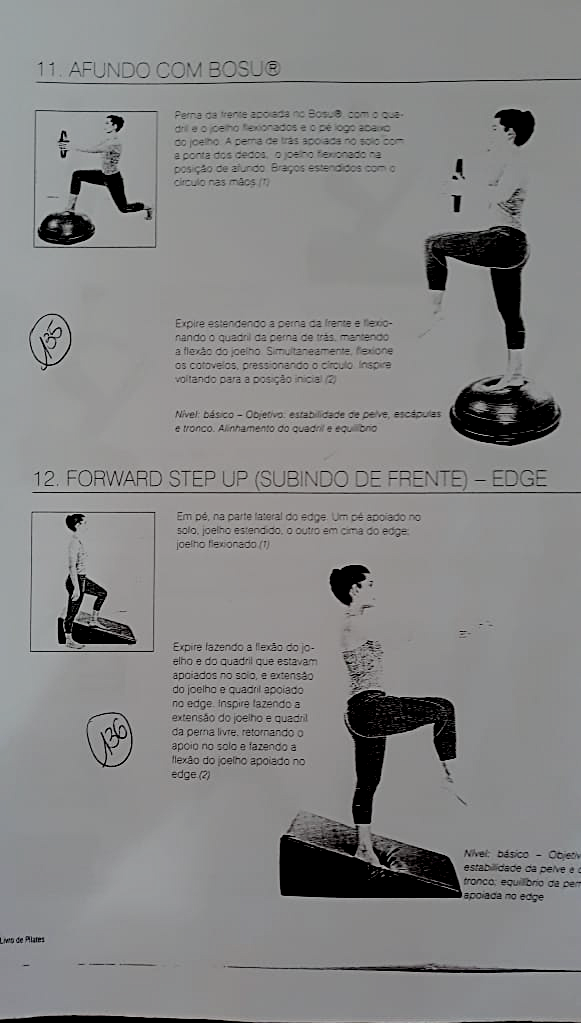 11. AFUNDO COM BOSU®
Perna da frente apoiada no Bosu®, com o qua-
dril e o joelho flexionados e o pé logo abaixo
do joelho. A perna de trás apoiada no solo com
a ponta dos dedos, o joelho flexionado na
posição de afundo. Braços estendidos com o
círculo nas mãos.(1)
135
Expire estendendo a perna da frente e flexio-
nando o quadril da perna de trás, mantendo
a flexão do joelho. Simultaneamente, flexione
os cotovelos, pressionando o círculo. Inspire
voltando para a posição inicial.(2)
Nível: básico – Objetivo: estabilidade de pelve, escápulas
e tronco. Alinhamento do quadril e equilíbrio
12. FORWARD STEP UP (SUBINDO DE FRENTE) – EDGE
Em pé, na parte lateral do edge. Um pé apoiado no
solo, joelho estendido, o outro em cima do edge;
joelho flexionado.(1)
Expire fazendo a flexão do jo-
elho e do quadril que estavam
apoiados no solo, e extensão
do joelho e quadril apoiado
no edge. Inspire fazendo a
extensão do joelho e quadril
da perna livre, retornando o
apoio no solo e fazendo a
flexão do joelho apoiado no
edge.(2)
136
Nível: básico – Objetiv
estabilidade da pelve e d
tronco; equilíbrio da pern
apoiada no edge
Livro de Pilates